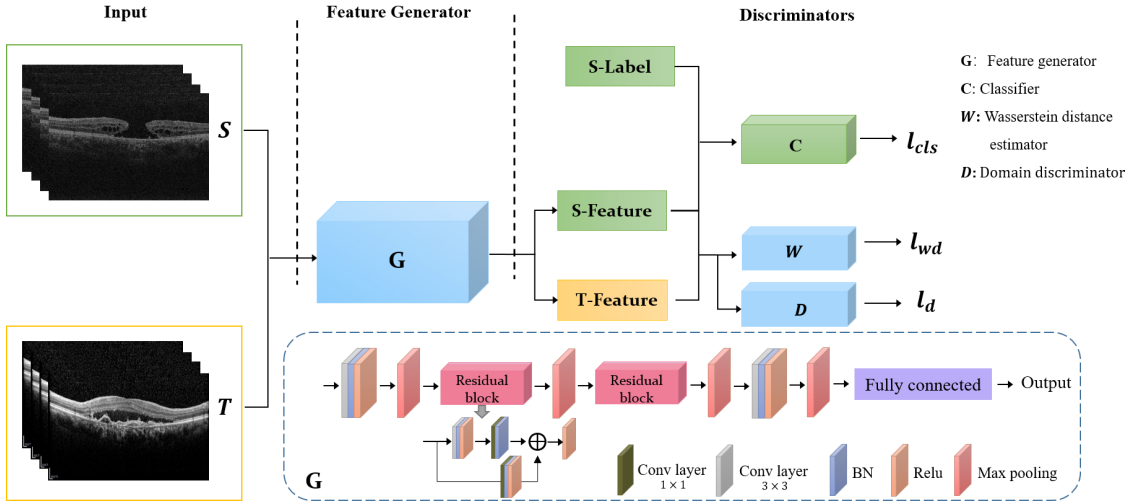 Input
Feature Generator
Discriminators
S
T
G
S-Label
S-Feature
T-Feature
C
W
D
l_cls
l_wd
l_d
G: Feature generator
C: Classifier
W: Wasserstein distance
estimator
D: Domain discriminator
Residual
block
Residual
block
Fully connected
Output
G
Conv layer
1 × 1
Conv layer
3 × 3
BN
Relu
Max pooling